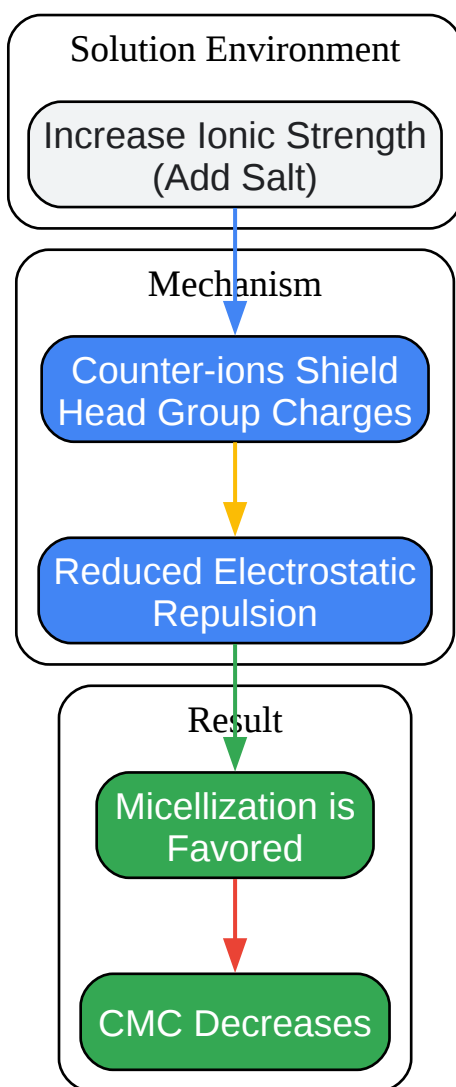 Solution Environment
Increase Ionic Strength
(Add Salt)
Mechanism
Counter-ions Shield
Head Group Charges
Reduced Electrostatic
Repulsion
Result
Micellization is
Favored
CMC Decreases